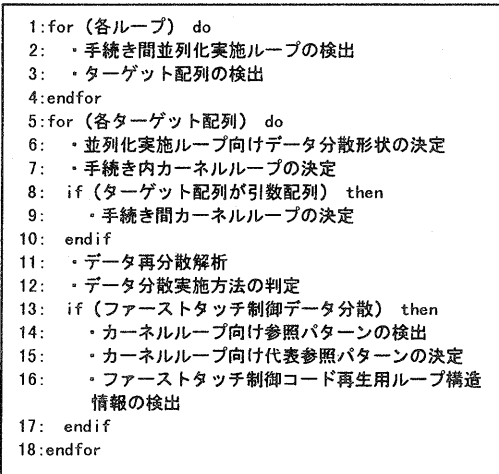 1:for (各ループ) do
2: ・手続き間並列化実施ループの検出
3: ・ターゲット配列の検出
4:endfor
5:for (各ターゲット配列) do
6: ・並列化実施ループ向けデータ分散形状の決定
7: ・手続き内カーネルループの決定
8: if (ターゲット配列が引数配列) then
9: ・手続き間カーネルループの決定
10: endif
11: ・データ再分散解析
12: ・データ分散実施方法の判定
13: if (ファーストタッチ制御データ分散) then
14: ・カーネルループ向け参照パターンの検出
15: ・カーネルループ向け代表参照パターンの決定
16: ・ファーストタッチ制御コード再生用ループ構造
情報の検出
17: endif
18:endfor